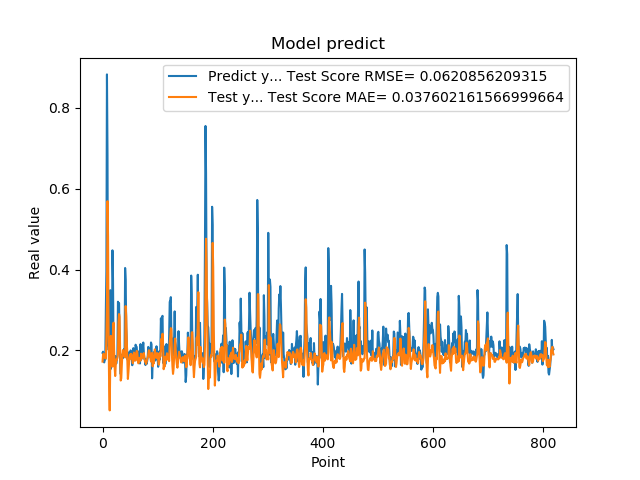 Model predict
Predict y... Test Score RMSE= 0.0620856209315
Test y... Test Score MAE= 0.037602161566999664
Real value
0.8
0.6
0.4
0.2
0
200
400
600
800
Point